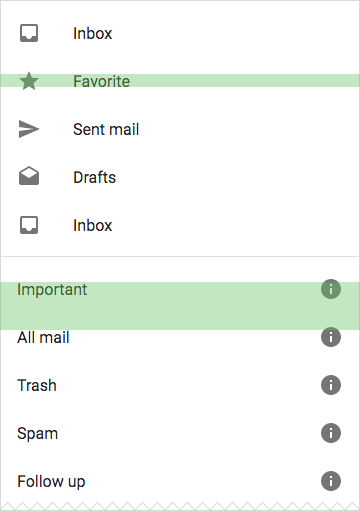 Inbox
Favorite
Sent mail
Drafts
Inbox
Important
All mail
Trash
Spam
Follow up